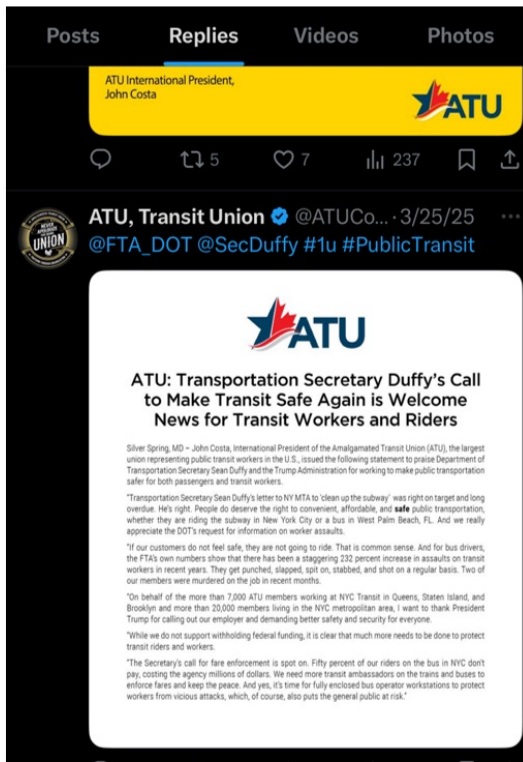 Posts Replies Videos Photos
ATU International President,
John Costa
ATU
5 7 237
ATU, Transit Union @ATUCo... · 3/25/25 ...
@FTA_DOT @SecDuffy #1u #PublicTransit
UNION
ATU
ATU: Transportation Secretary Duffy's Call
to Make Transit Safe Again is Welcome
News for Transit Workers and Riders
Silver Spring, MD – John Costa, International President of the Amalgamated Transit Union (ATU), the largest
union representing public transit workers in the U.S., issued the following statement to praise Department of
Transportation Secretary Sean Duffy and the Trump Administration for working to make public transportation
safer for both passengers and transit workers.
"Transportation Secretary Sean Duffy's letter to NY MTA to 'clean up the subway' was right on target and long
overdue. He's right. People do deserve the right to convenient, affordable, and safe public transportation,
whether they are riding the subway in New York City or a bus in West Palm Beach, FL. And we really
appreciate the DOT's request for information on worker assaults.
"If our customers do not feel safe, they are not going to ride. That is common sense. And for bus drivers,
the FTA's own numbers show that there has been a staggering 232 percent increase in assaults on transit
workers in recent years. They get punched, slapped, spit on, stabbed, and shot on a regular basis. Two of
our members were murdered on the job in recent months.
"On behalf of the more than 7,000 ATU members working at NYC Transit in Queens, Staten Island, and
Brooklyn and more than 20,000 members living in the NYC metropolitan area, I want to thank President
Trump for calling out our employer and demanding better safety and security for everyone.
"While we do not support withholding federal funding, it is clear that much more needs to be done to protect
transit riders and workers.
"The Secretary's call for fare enforcement is spot on. Fifty percent of our riders on the bus in NYC don't
pay, costing the agency millions of dollars. We need more transit ambassadors on the trains and buses to
enforce fares and keep the peace. And yes, it's time for fully enclosed bus operator workstations to protect
workers from vicious attacks, which, of course, also puts the general public at risk."